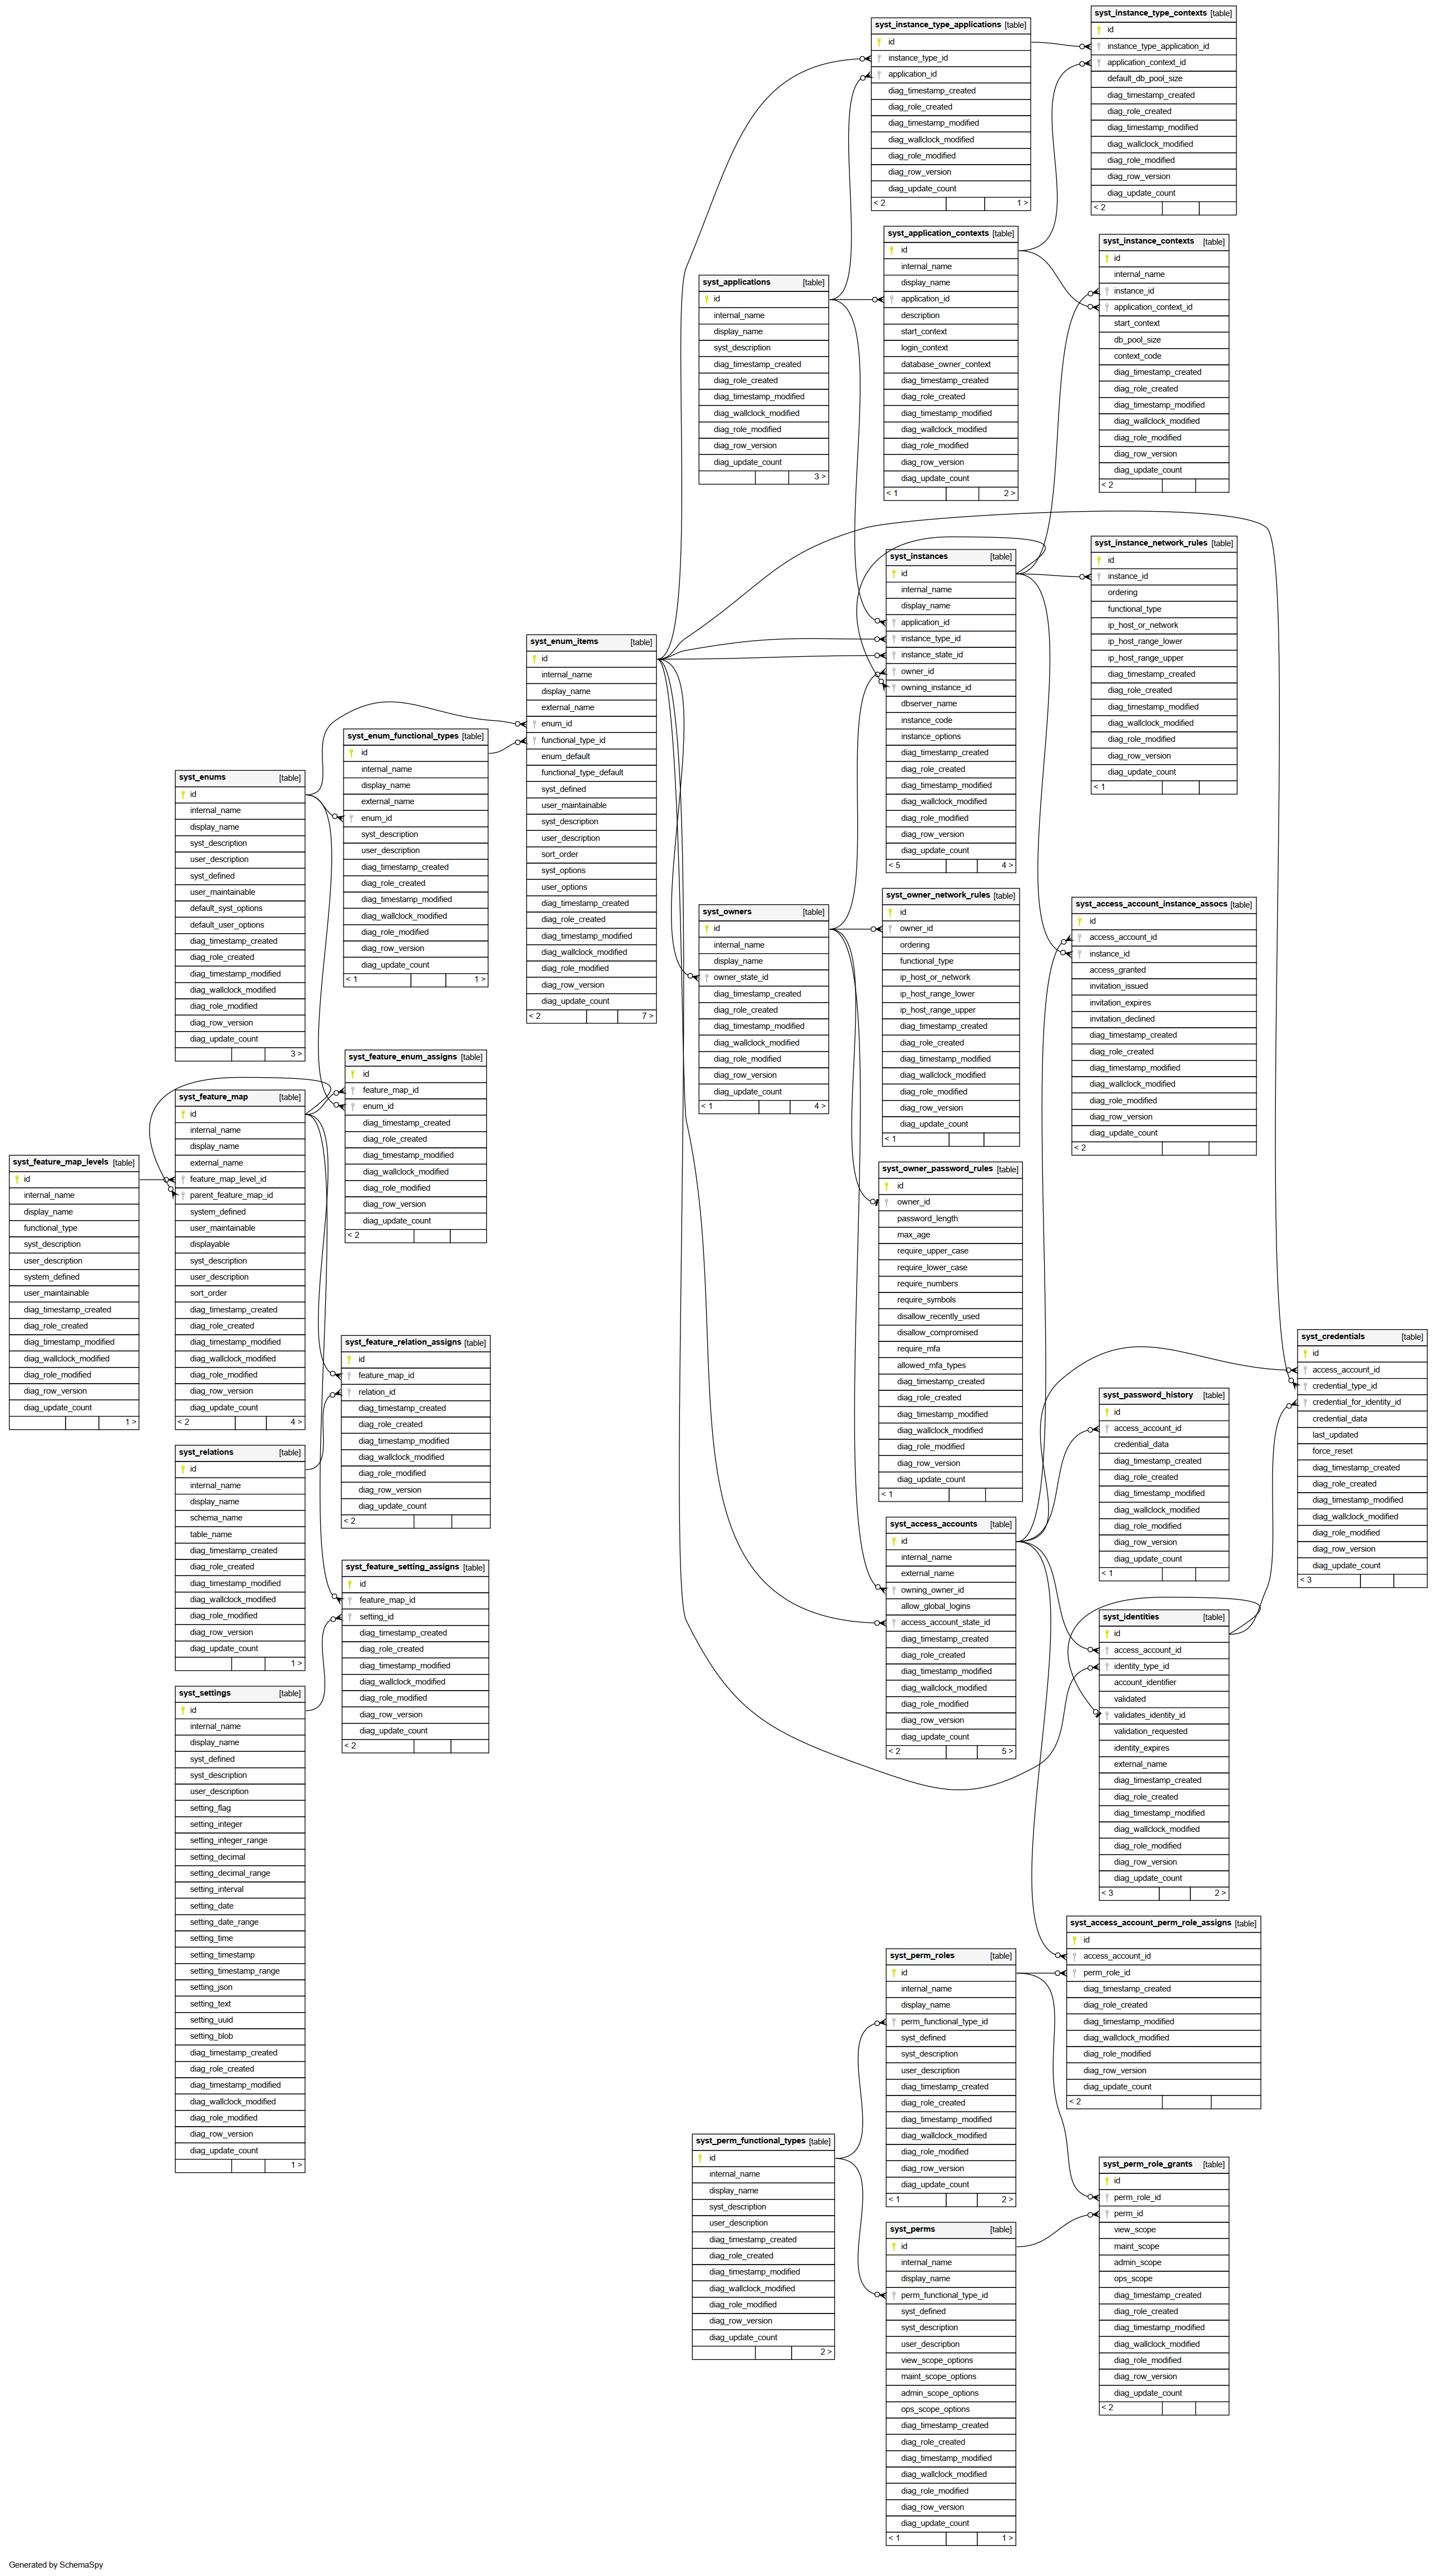 syst_instance_type_applications [table]
id
instance_type_id
application_id
diag_timestamp_created
diag_role_created
diag_timestamp_modified
diag_wallclock_modified
diag_role_modified
diag_row_version
diag_update_count
< 2 1 >
syst_instance_type_contexts [table]
id
instance_type_application_id
application_context_id
default_db_pool_size
diag_timestamp_created
diag_role_created
diag_timestamp_modified
diag_wallclock_modified
diag_role_modified
diag_row_version
diag_update_count
< 2
syst_applications [table]
id
internal_name
display_name
syst_description
diag_timestamp_created
diag_role_created
diag_timestamp_modified
diag_wallclock_modified
diag_role_modified
diag_row_version
diag_update_count
3 >
syst_application_contexts [table]
id
internal_name
display_name
application_id
description
start_context
login_context
database_owner_context
diag_timestamp_created
diag_role_created
diag_timestamp_modified
diag_wallclock_modified
diag_role_modified
diag_row_version
diag_update_count
< 1 2 >
syst_instance_contexts [table]
id
internal_name
instance_id
application_context_id
start_context
db_pool_size
context_code
diag_timestamp_created
diag_role_created
diag_timestamp_modified
diag_wallclock_modified
diag_role_modified
diag_row_version
diag_update_count
< 2
syst_instances [table]
id
internal_name
display_name
application_id
instance_type_id
instance_state_id
owner_id
owning_instance_id
dbserver_name
instance_code
instance_options
diag_timestamp_created
diag_role_created
diag_timestamp_modified
diag_wallclock_modified
diag_role_modified
diag_row_version
diag_update_count
< 5 4 >
syst_instance_network_rules [table]
id
instance_id
ordering
functional_type
ip_host_or_network
ip_host_range_lower
ip_host_range_upper
diag_timestamp_created
diag_role_created
diag_timestamp_modified
diag_wallclock_modified
diag_role_modified
diag_row_version
diag_update_count
< 1
syst_enum_items [table]
id
internal_name
display_name
external_name
enum_id
functional_type_id
enum_default
functional_type_default
syst_defined
user_maintainable
syst_description
user_description
sort_order
syst_options
user_options
diag_timestamp_created
diag_role_created
diag_timestamp_modified
diag_wallclock_modified
diag_role_modified
diag_row_version
diag_update_count
< 2 7 >
syst_enum_functional_types [table]
id
internal_name
display_name
external_name
enum_id
syst_description
user_description
diag_timestamp_created
diag_role_created
diag_timestamp_modified
diag_wallclock_modified
diag_role_modified
diag_row_version
diag_update_count
< 1 1 >
syst_enums [table]
id
internal_name
display_name
syst_description
user_description
syst_defined
user_maintainable
default_syst_options
default_user_options
diag_timestamp_created
diag_role_created
diag_timestamp_modified
diag_wallclock_modified
diag_role_modified
diag_row_version
diag_update_count
3 >
syst_owners [table]
id
internal_name
display_name
owner_state_id
diag_timestamp_created
diag_role_created
diag_timestamp_modified
diag_wallclock_modified
diag_role_modified
diag_row_version
diag_update_count
< 1 4 >
syst_owner_network_rules [table]
id
owner_id
ordering
functional_type
ip_host_or_network
ip_host_range_lower
ip_host_range_upper
diag_timestamp_created
diag_role_created
diag_timestamp_modified
diag_wallclock_modified
diag_role_modified
diag_row_version
diag_update_count
< 1
syst_access_account_instance_assocs [table]
id
access_account_id
instance_id
access_granted
invitation_issued
invitation_expires
invitation_declined
diag_timestamp_created
diag_role_created
diag_timestamp_modified
diag_wallclock_modified
diag_role_modified
diag_row_version
diag_update_count
< 2
syst_feature_enum_assigns [table]
id
feature_map_id
enum_id
diag_timestamp_created
diag_role_created
diag_timestamp_modified
diag_wallclock_modified
diag_role_modified
diag_row_version
diag_update_count
< 2
syst_feature_map [table]
id
internal_name
display_name
external_name
feature_map_level_id
parent_feature_map_id
system_defined
user_maintainable
displayable
syst_description
user_description
sort_order
diag_timestamp_created
diag_role_created
diag_timestamp_modified
diag_wallclock_modified
diag_role_modified
diag_row_version
diag_update_count
< 2 4 >
syst_feature_map_levels [table]
id
internal_name
display_name
functional_type
syst_description
user_description
system_defined
user_maintainable
diag_timestamp_created
diag_role_created
diag_timestamp_modified
diag_wallclock_modified
diag_role_modified
diag_row_version
diag_update_count
1 >
syst_owner_password_rules [table]
id
owner_id
password_length
max_age
require_upper_case
require_lower_case
require_numbers
require_symbols
disallow_recently_used
disallow_compromised
require_mfa
allowed_mfa_types
diag_timestamp_created
diag_role_created
diag_timestamp_modified
diag_wallclock_modified
diag_role_modified
diag_row_version
diag_update_count
< 1
syst_feature_relation_assigns [table]
id
feature_map_id
relation_id
diag_timestamp_created
diag_role_created
diag_timestamp_modified
diag_wallclock_modified
diag_role_modified
diag_row_version
diag_update_count
< 2
syst_credentials [table]
id
access_account_id
credential_type_id
credential_for_identity_id
credential_data
last_updated
force_reset
diag_timestamp_created
diag_role_created
diag_timestamp_modified
diag_wallclock_modified
diag_role_modified
diag_row_version
diag_update_count
< 3
syst_password_history [table]
id
access_account_id
credential_data
diag_timestamp_created
diag_role_created
diag_timestamp_modified
diag_wallclock_modified
diag_role_modified
diag_row_version
diag_update_count
< 1
syst_relations [table]
id
internal_name
display_name
schema_name
table_name
diag_timestamp_created
diag_role_created
diag_timestamp_modified
diag_wallclock_modified
diag_role_modified
diag_row_version
diag_update_count
1 >
syst_access_accounts [table]
id
internal_name
external_name
owning_owner_id
allow_global_logins
access_account_state_id
diag_timestamp_created
diag_role_created
diag_timestamp_modified
diag_wallclock_modified
diag_role_modified
diag_row_version
diag_update_count
< 2 5 >
syst_feature_setting_assigns [table]
id
feature_map_id
setting_id
diag_timestamp_created
diag_role_created
diag_timestamp_modified
diag_wallclock_modified
diag_role_modified
diag_row_version
diag_update_count
< 2
syst_identities [table]
id
access_account_id
identity_type_id
account_identifier
validated
validates_identity_id
validation_requested
identity_expires
external_name
diag_timestamp_created
diag_role_created
diag_timestamp_modified
diag_wallclock_modified
diag_role_modified
diag_row_version
diag_update_count
< 3 2 >
syst_settings [table]
id
internal_name
display_name
syst_defined
syst_description
user_description
setting_flag
setting_integer
setting_integer_range
setting_decimal
setting_decimal_range
setting_interval
setting_date
setting_date_range
setting_time
setting_timestamp
setting_timestamp_range
setting_json
setting_text
setting_uuid
setting_blob
diag_timestamp_created
diag_role_created
diag_timestamp_modified
diag_wallclock_modified
diag_role_modified
diag_row_version
diag_update_count
1 >
syst_access_account_perm_role_assigns [table]
id
access_account_id
perm_role_id
diag_timestamp_created
diag_role_created
diag_timestamp_modified
diag_wallclock_modified
diag_role_modified
diag_row_version
diag_update_count
< 2
syst_perm_roles [table]
id
internal_name
display_name
perm_functional_type_id
syst_defined
syst_description
user_description
diag_timestamp_created
diag_role_created
diag_timestamp_modified
diag_wallclock_modified
diag_role_modified
diag_row_version
diag_update_count
< 1 2 >
syst_perm_functional_types [table]
id
internal_name
display_name
syst_description
user_description
diag_timestamp_created
diag_role_created
diag_timestamp_modified
diag_wallclock_modified
diag_role_modified
diag_row_version
diag_update_count
2 >
syst_perm_role_grants [table]
id
perm_role_id
perm_id
view_scope
maint_scope
admin_scope
ops_scope
diag_timestamp_created
diag_role_created
diag_timestamp_modified
diag_wallclock_modified
diag_role_modified
diag_row_version
diag_update_count
< 2
syst_perms [table]
id
internal_name
display_name
perm_functional_type_id
syst_defined
syst_description
user_description
view_scope_options
maint_scope_options
admin_scope_options
ops_scope_options
diag_timestamp_created
diag_role_created
diag_timestamp_modified
diag_wallclock_modified
diag_role_modified
diag_row_version
diag_update_count
< 1 1 >
Generated by SchemaSpy